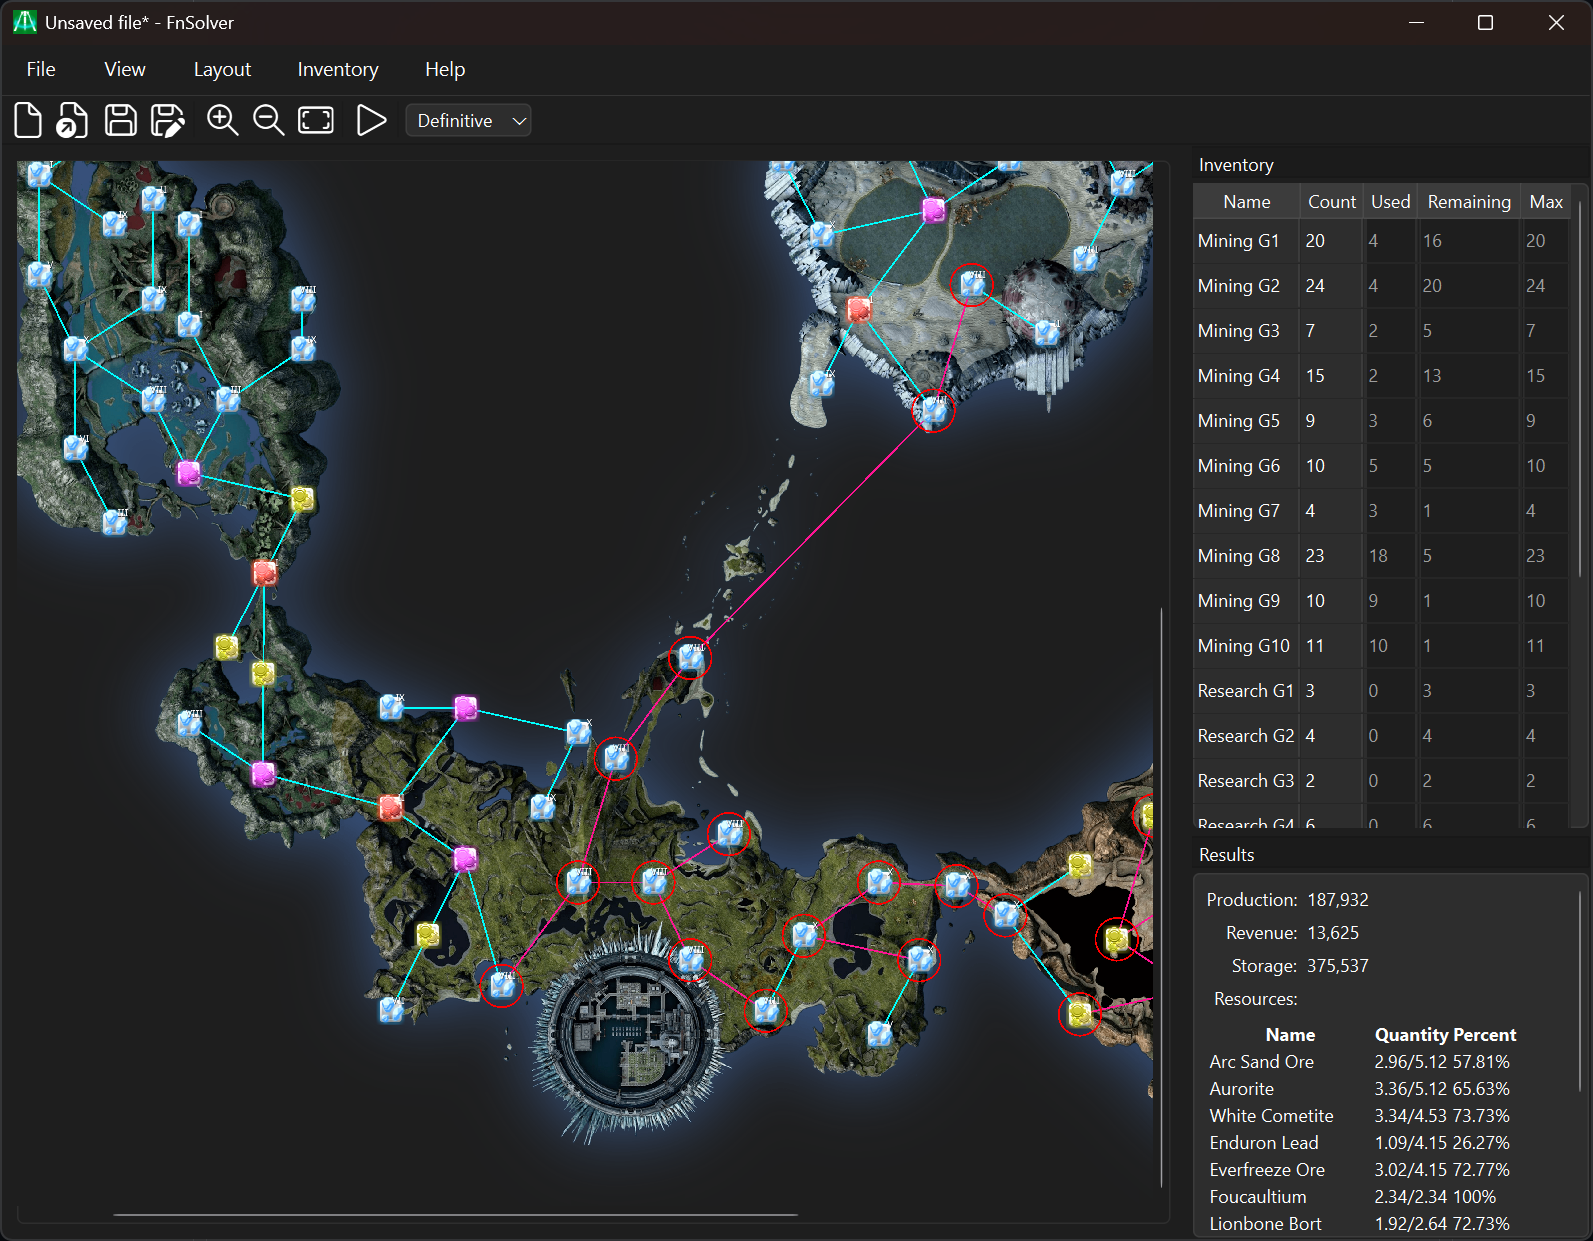 Unsaved file* - FnSolver
File View Layout Inventory Help
Definitive
Inventory
Name Count Used Remaining Max
Mining G1 20 4 16 20
Mining G2 24 4 20 24
Mining G3 7 2 5 7
Mining G4 15 2 13 15
Mining G5 9 3 6 9
Mining G6 10 5 5 10
Mining G7 4 3 1 4
Mining G8 23 18 5 23
Mining G9 10 9 1 10
Mining G10 11 10 1 11
Research G1 3 0 3 3
Research G2 4 0 4 4
Research G3 2 0 2 2
Research G4 6 0 6 6
Results
Production: 187,932
Revenue: 13,625
Storage: 375,537
Resources:
Name Quantity Percent
Arc Sand Ore 2.96/5.12 57.81%
Aurorite 3.36/5.12 65.63%
White Cometite 3.34/4.53 73.73%
Enduron Lead 1.09/4.15 26.27%
Everfreeze Ore 3.02/4.15 72.77%
Foucaultium 2.34/2.34 100%
Lionbone Bort 1.92/2.64 72.73%